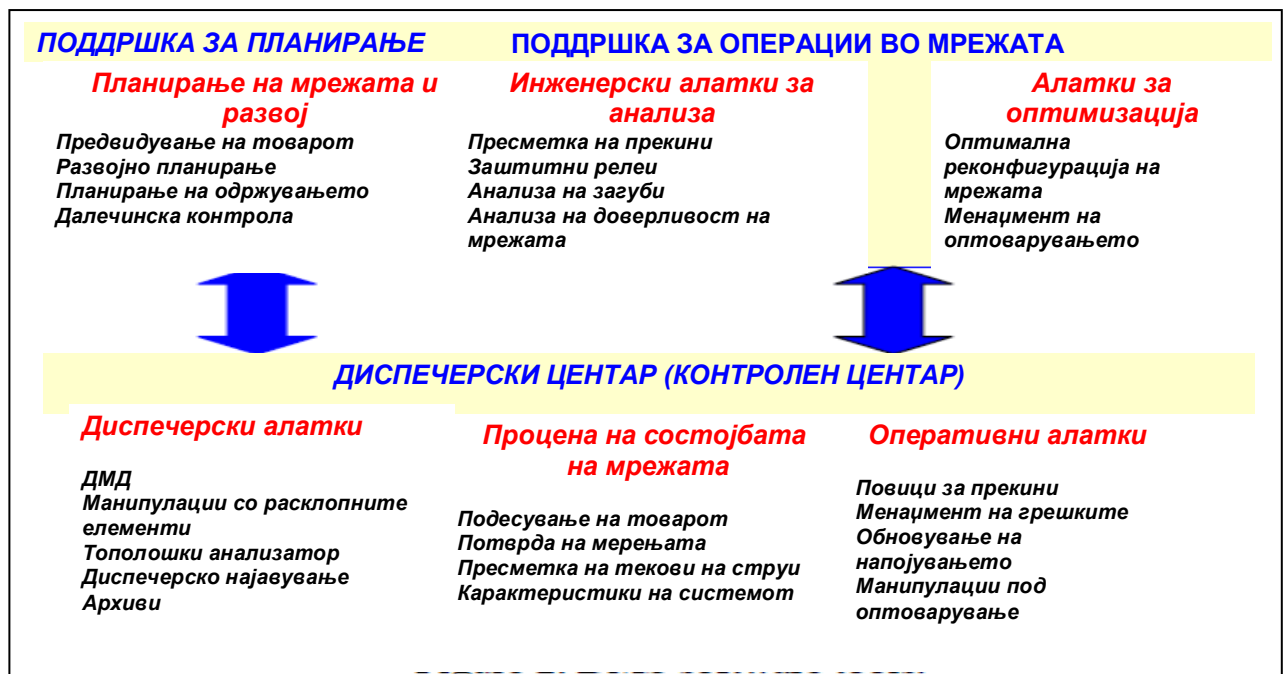 ПОДДРШКА ЗА ПЛАНИРАЊЕ
ПОДДРШКА ЗА ОПЕРАЦИИ ВО МРЕЖАТА
Планирање на мрежата и
развој
Предвидување на товарот
Развојно планирање
Планирање на одржувањето
Далечинска контрола
Инженерски алатки за
анализа
Пресметка на прекини
Заштитни релеи
Анализа на загуби
Анализа на доверливост на
мрежата
Алатки за
оптимизација
Оптимална
реконфигурација на
мрежата
Менаџмент на
оптоварувањето
ДИСПЕЧЕРСКИ ЦЕНТАР (КОНТРОЛЕН ЦЕНТАР)
Диспечерски алатки
ДМД
Манипулации со расклопните
елементи
Тополошки анализатор
Диспечерско најавување
Архиви
Процена на состојбата
на мрежата
Подесување на товарот
Потврда на мерењата
Пресметка на текови на струи
Карактеристики на системот
Оперативни алатки
Повици за прекини
Менаџмент на грешките
Обновување на
напојувањето
Манипулации под
оптоварување